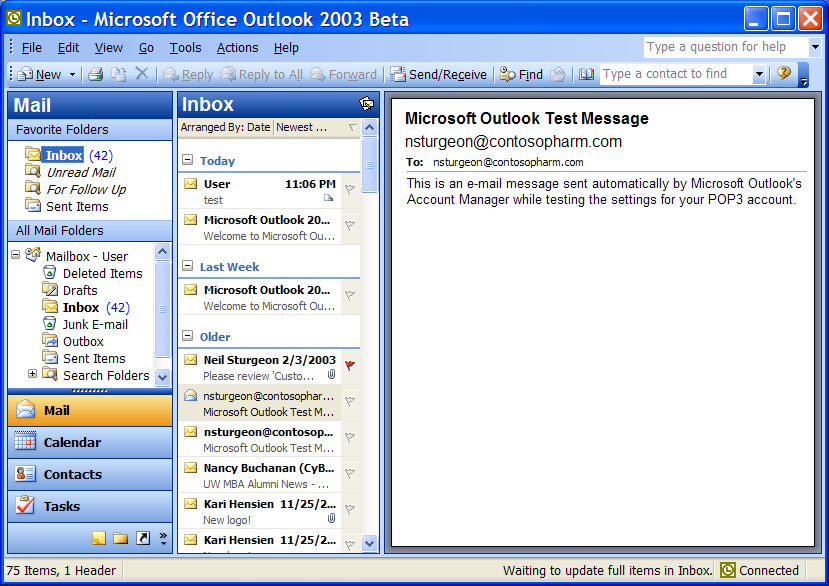 Inbox - Microsoft Office Outlook 2003 Beta
File Edit View Go Tools Actions Help
Type a question for help
New Reply Reply to All Forward Send/Receive Find Type a contact to find
Mail
Favorite Folders
Inbox (42)
Unread Mail
For Follow Up
Sent Items
All Mail Folders
Mailbox - User
Deleted Items
Drafts
Inbox (42)
Junk E-mail
Outbox
Sent Items
Search Folders
Mail
Calendar
Contacts
Tasks
Inbox
Arranged By: Date Newest ...
Today
User 11:06 PM
test
Microsoft Outlook 20...
Welcome to Microsoft Ou...
Last Week
Microsoft Outlook 20...
Welcome to Microsoft Ou...
Older
Neil Sturgeon 2/3/2003
Please review 'Custo...
nsturgeon@contosophar...
Microsoft Outlook Test M...
nsturgeon@contosop...
Microsoft Outlook Test M...
Nancy Buchanan (CyB...
UW MBA Alumni News - ...
Kari Hensien 11/25/2...
New logo!
Kari Hensien 11/25/2...
Microsoft Outlook Test Message
nsturgeon@contosopharm.com
To: nsturgeon@contosopharm.com
This is an e-mail message sent automatically by Microsoft Outlook's
Account Manager while testing the settings for your POP3 account.
75 Items, 1 Header
Waiting to update full items in Inbox. Connected